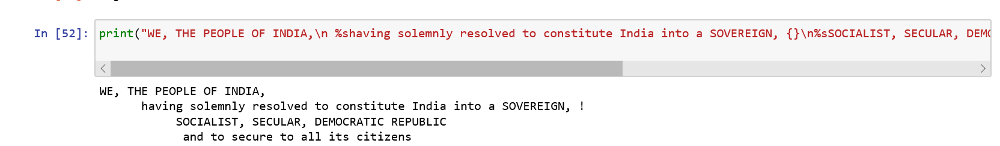 In [52]: print("WE, THE PEOPLE OF INDIA,\n %shaving solemnly resolved to constitute India into a SOVEREIGN, {}\n%sSOCIALIST, SECULAR, DEMO
WE, THE PEOPLE OF INDIA,
having solemnly resolved to constitute India into a SOVEREIGN, !
SOCIALIST, SECULAR, DEMOCRATIC REPUBLIC
and to secure to all its citizens